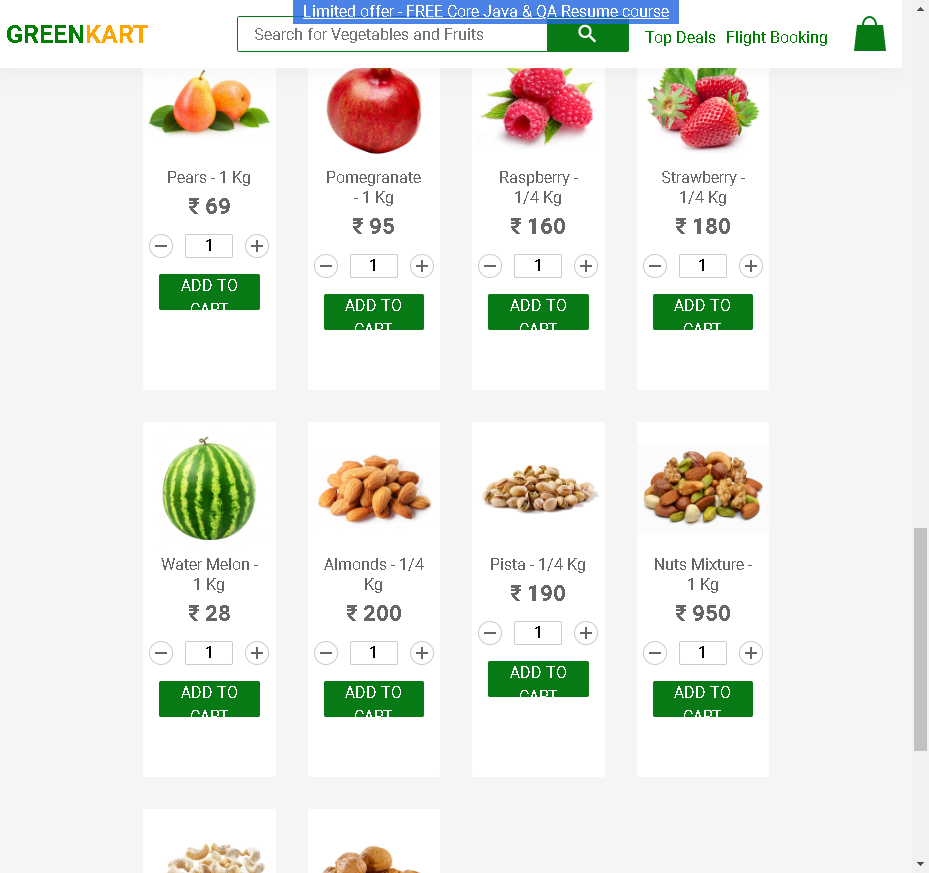 Limited offer - FREE Core Java & QA Resume course
GREENKART
Search for Vegetables and Fruits
Top Deals Flight Booking
Pears - 1 Kg
₹ 69
1
ADD TO
CART
Pomegranate
- 1 Kg
₹ 95
1
ADD TO
CART
Raspberry -
1/4 Kg
₹ 160
1
ADD TO
CART
Strawberry -
1/4 Kg
₹ 180
1
ADD TO
CART
Water Melon -
1 Kg
₹ 28
1
ADD TO
CART
Almonds - 1/4
Kg
₹ 200
1
ADD TO
CART
Pista - 1/4 Kg
₹ 190
1
ADD TO
CART
Nuts Mixture -
1 Kg
₹ 950
1
ADD TO
CART